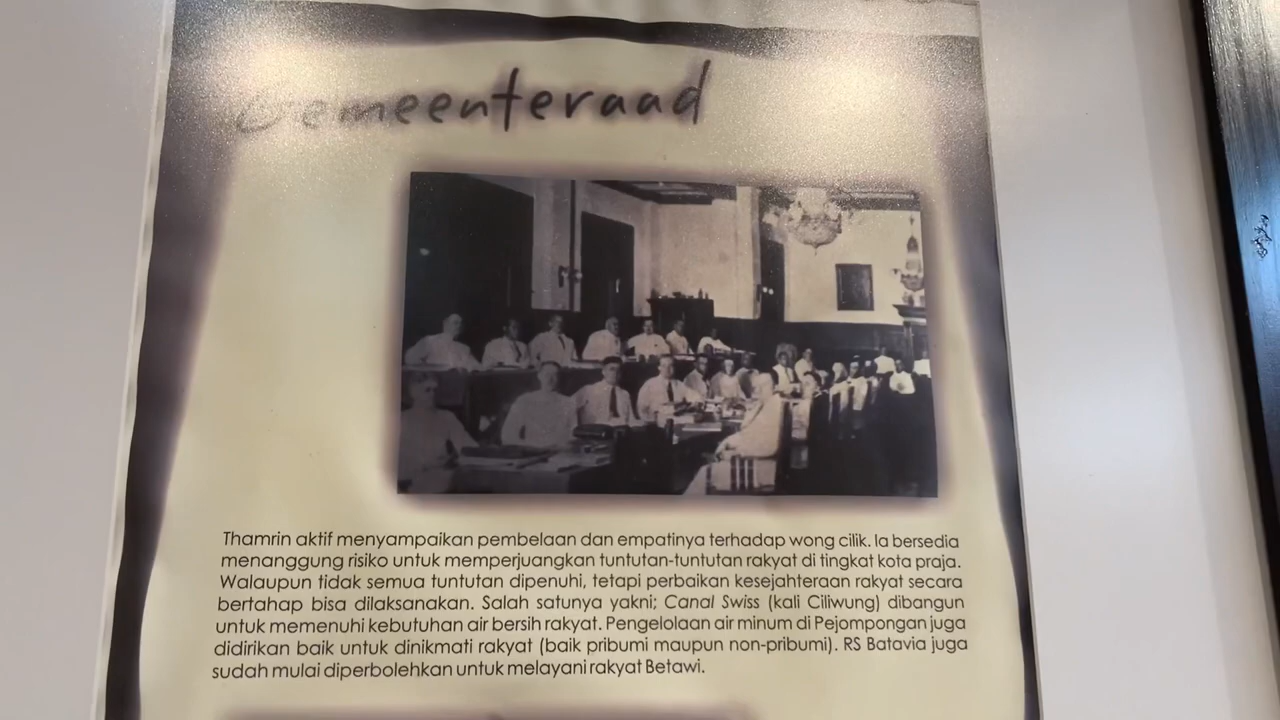 Gemeenteraad
Thamrin aktif menyampaikan pembelaan dan empatinya terhadap wong cilik. Ia bersedia
menanggung risiko untuk memperjuangkan tuntutan-tuntutan rakyat di tingkat kota praja.
Walaupun tidak semua tuntutan dipenuhi, tetapi perbaikan kesejahteraan rakyat secara
bertahap bisa dilaksanakan. Salah satunya yakni; Canal Swiss (kali Ciliwung) dibangun
untuk memenuhi kebutuhan air bersih rakyat. Pengelolaan air minum di Pejompongan juga
didirikan baik untuk dinikmati rakyat (baik pribumi maupun non-pribumi). RS Batavia juga
sudah mulai diperbolehkan untuk melayani rakyat Betawi.